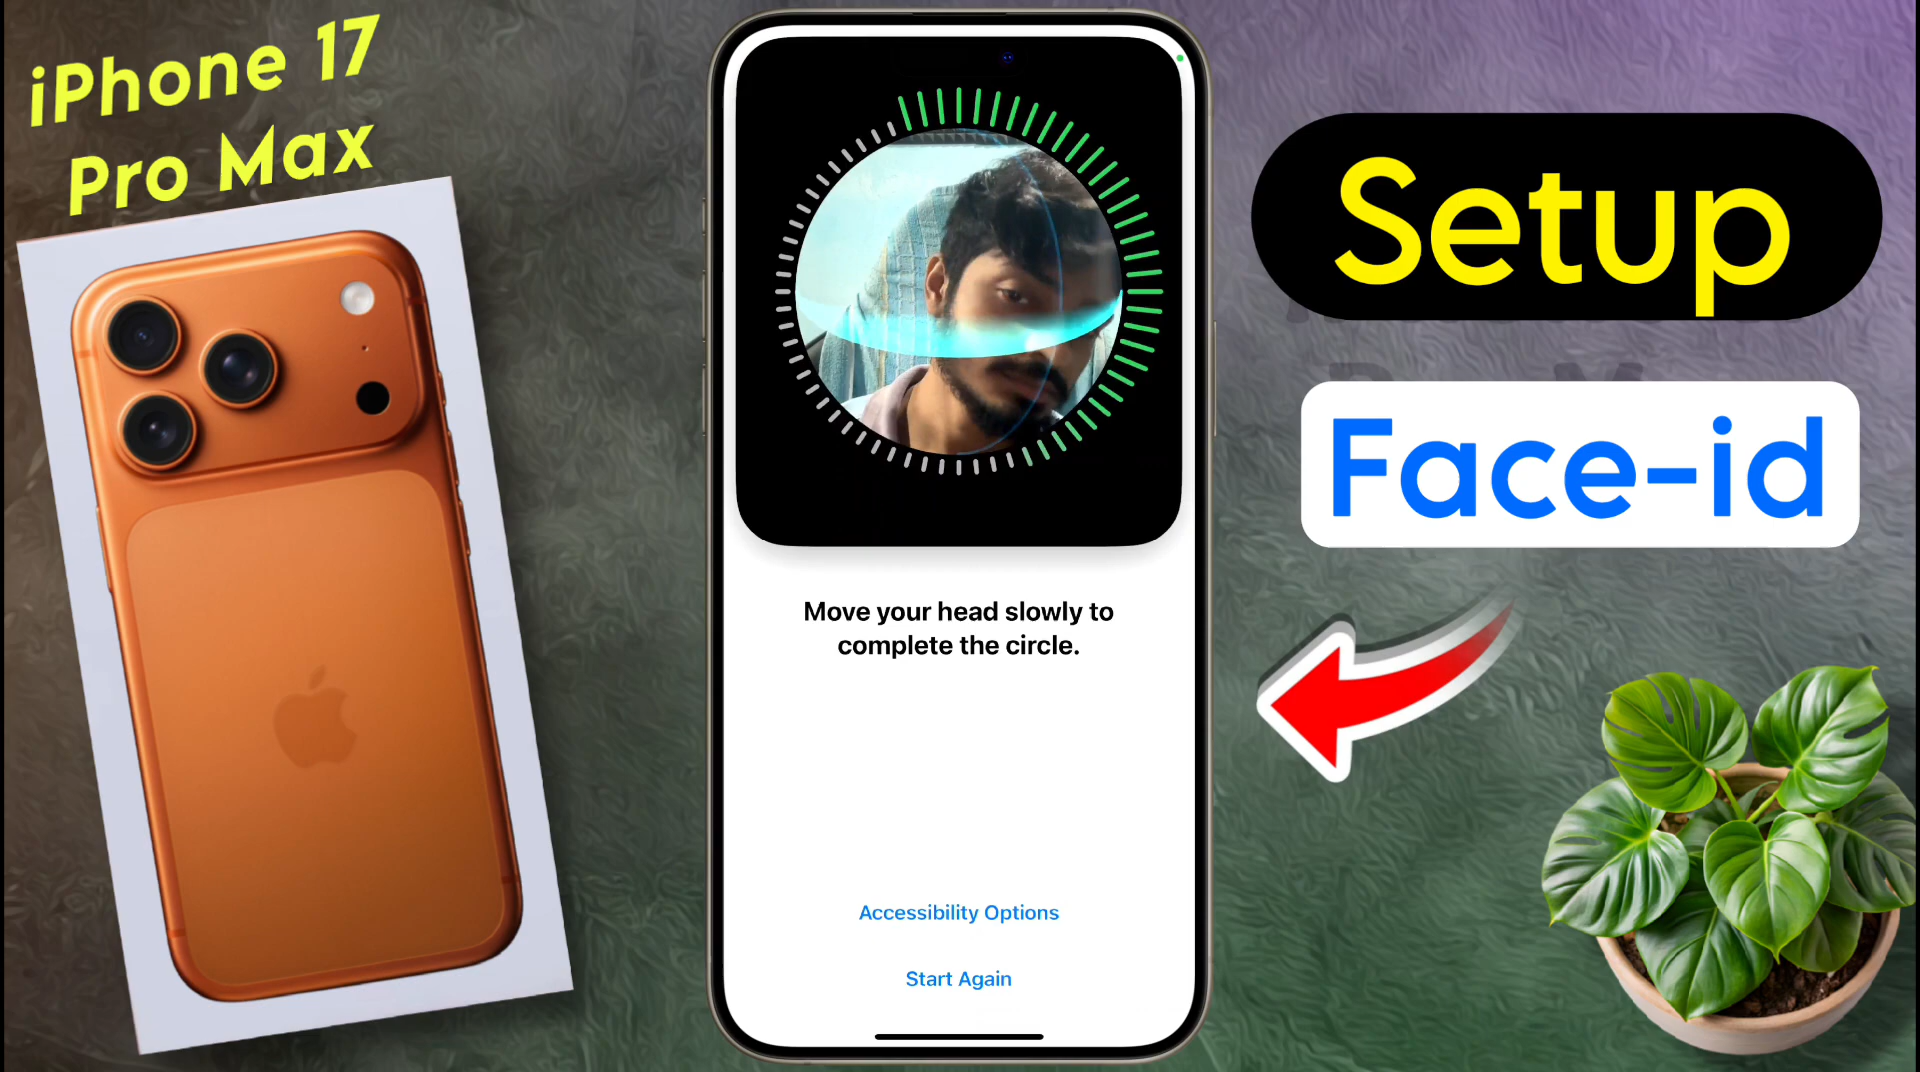 iPhone 17
Pro Max
Setup
Face-id
Move your head slowly to
complete the circle.
Accessibility Options
Start Again